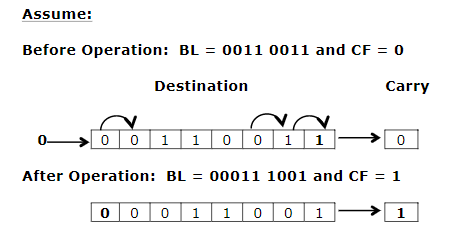 Assume:
Before Operation: BL = 0011 0011 and CF = 0
Destination Carry
0 0 0 1 1 0 0 1 1 0
After Operation: BL = 00011 1001 and CF = 1
0 0 0 1 1 0 0 1 1